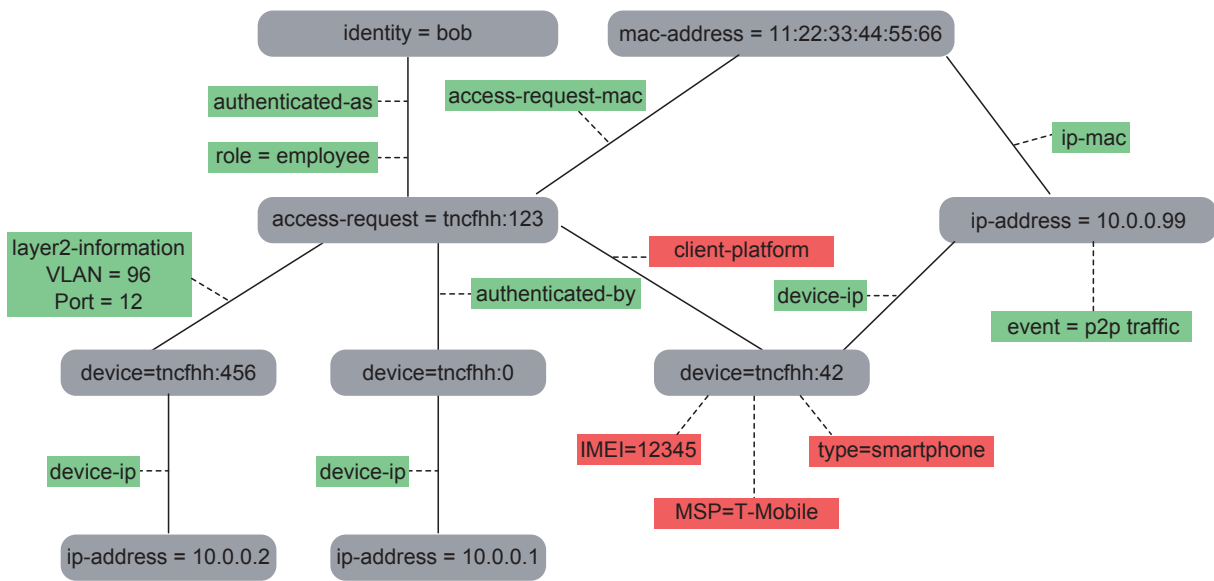 identity = bob
mac-address = 11:22:33:44:55:66
authenticated-as
access-request-mac
role = employee
ip-mac
access-request = tncfhh:123
ip-address = 10.0.0.99
layer2-information
VLAN = 96
Port = 12
client-platform
authenticated-by
device-ip
event = p2p traffic
device=tncfhh:456
device=tncfhh:0
device=tncfhh:42
IMEI=12345
type=smartphone
device-ip
device-ip
MSP=T-Mobile
ip-address = 10.0.0.2
ip-address = 10.0.0.1